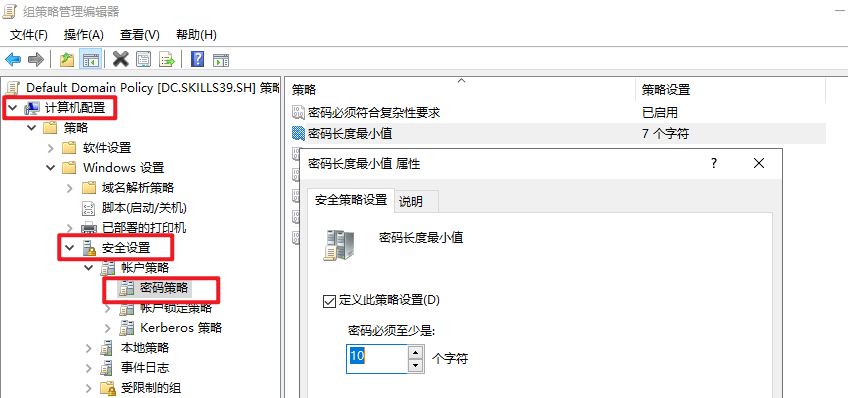 组策略管理编辑器
文件(F) 操作(A) 查看(V) 帮助(H)
Default Domain Policy [DC.SKILLS39.SH] 策略
计算机配置
策略
软件设置
Windows 设置
域名解析策略
脚本(启动/关机)
已部署的打印机
安全设置
帐户策略
密码策略
帐户锁定策略
Kerberos 策略
本地策略
事件日志
受限制的组
策略 策略设置
密码必须符合复杂性要求 已启用
密码长度最小值 7 个字符
密码长度最小值 属性
安全策略设置 说明
密码长度最小值
定义此策略设置(D)
密码必须至少是:
10 个字符